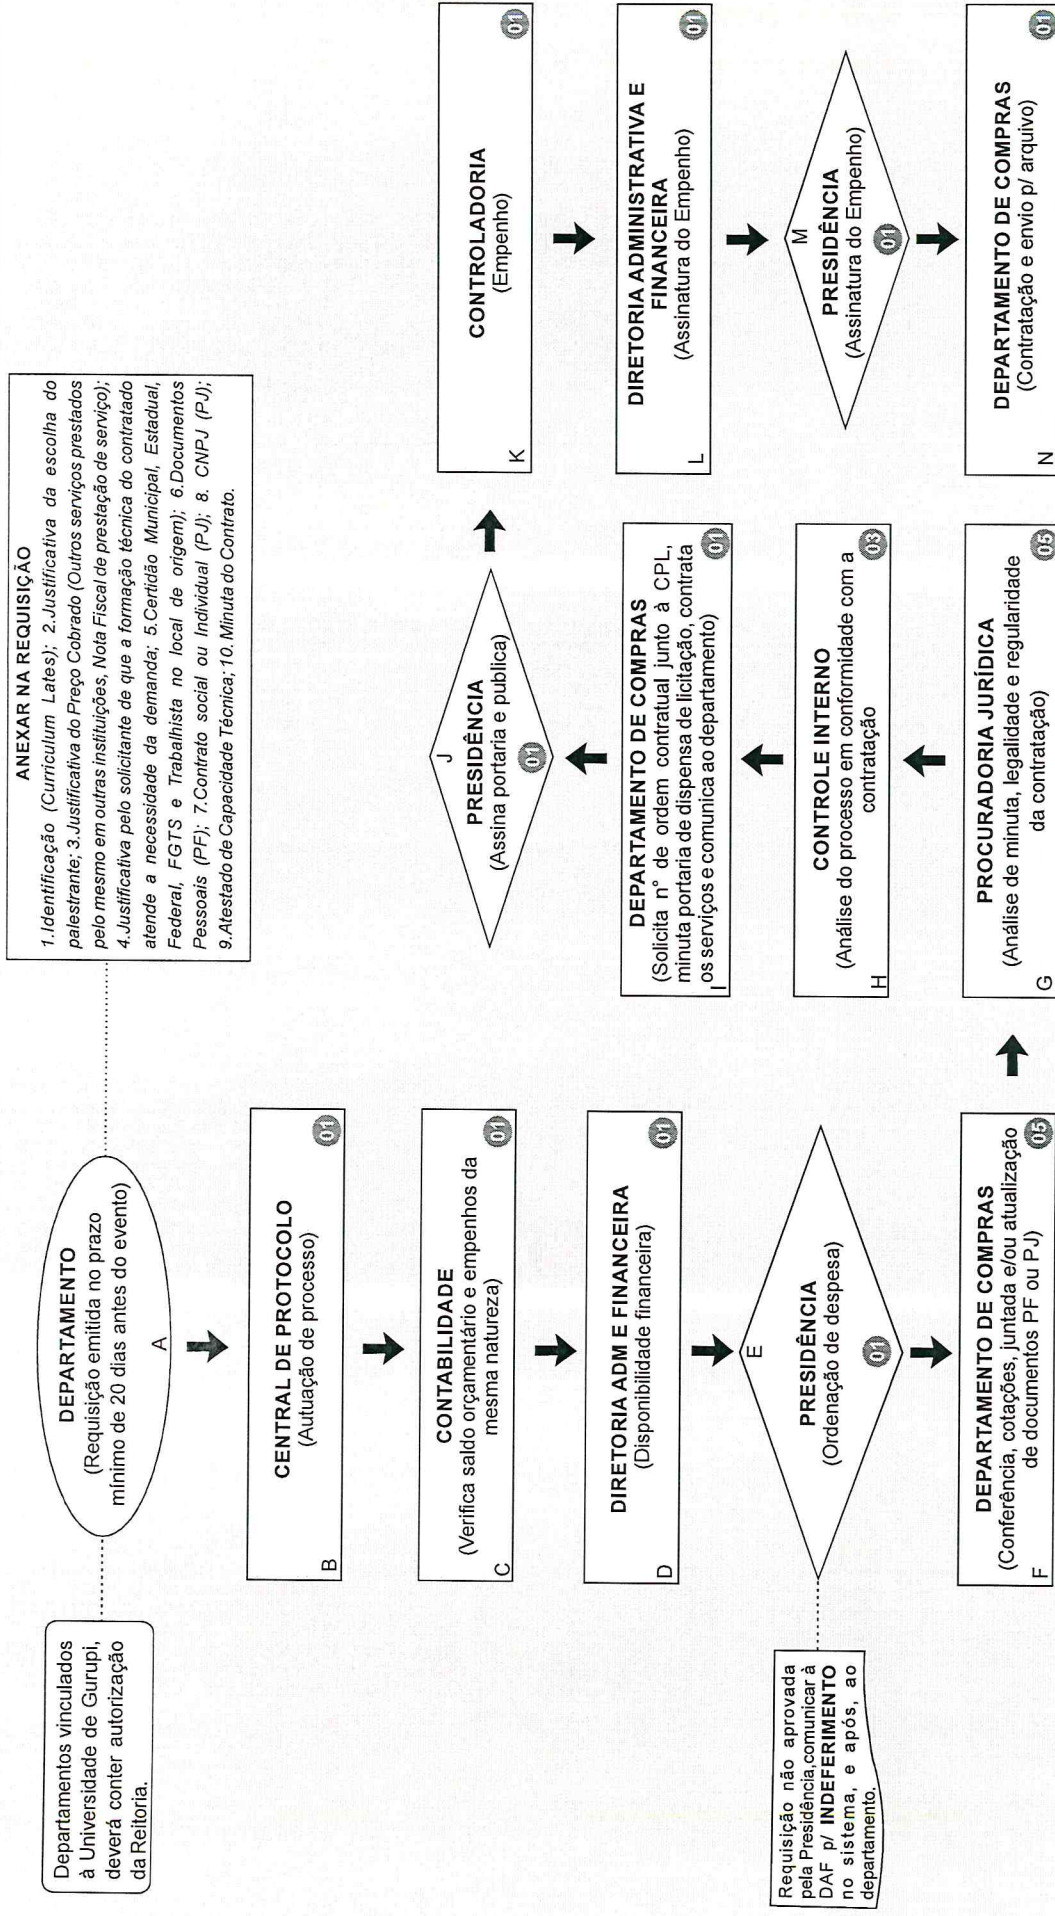 Departamentos vinculados
à Universidade de Gurupi,
deverá conter autorização
da Reitoria.
DEPARTAMENTO
(Requisição emitida no prazo
mínimo de 20 dias antes do evento)
A
ANEXAR NA REQUISIÇÃO
1.Identificação (Curriculum Lates); 2.Justificativa da escolha do
palestrante; 3.Justificativa do Preço Cobrado (Outros serviços prestados
pelo mesmo em outras instituições, Nota Fiscal de prestação de serviço);
4.Justificativa pelo solicitante de que a formação técnica do contratado
atende a necessidade da demanda; 5.Certidão Municipal, Estadual,
Federal, FGTS e Trabalhista no local de origem); 6.Documentos
Pessoais (PF); 7.Contrato social ou Individual (PJ); 8. CNPJ (PJ);
9.Atestado de Capacidade Técnica; 10. Minuta do Contrato.
CENTRAL DE PROTOCOLO
(Autuação de processo)
B
01
CONTABILIDADE
(Verifica saldo orçamentário e empenhos da
mesma natureza)
C
01
DIRETORIA ADM E FINANCEIRA
(Disponibilidade financeira)
D
01
E
PRESIDÊNCIA
(Ordenação de despesa)
01
Requisição não aprovada
pela Presidência,comunicar à
DAF p/ INDEFERIMENTO
no sistema, e após, ao
departamento.
DEPARTAMENTO DE COMPRAS
(Conferência, cotações, juntada e/ou atualização
de documentos PF ou PJ)
F
05
PROCURADORIA JURÍDICA
(Análise de minuta, legalidade e regularidade
da contratação)
G
05
CONTROLE INTERNO
(Análise do processo em conformidade com a
contratação
H
03
DEPARTAMENTO DE COMPRAS
(Solicita n° de ordem contratual junto à CPL,
minuta portaria de dispensa de licitação, contrata
os serviços e comunica ao departamento)
I
01
J
PRESIDÊNCIA
(Assina portaria e publica)
01
CONTROLADORIA
(Empenho)
K
01
DIRETORIA ADMINISTRATIVA E
FINANCEIRA
(Assinatura do Empenho)
L
01
M
PRESIDÊNCIA
(Assinatura do Empenho)
01
DEPARTAMENTO DE COMPRAS
(Contratação e envio p/ arquivo)
N
01